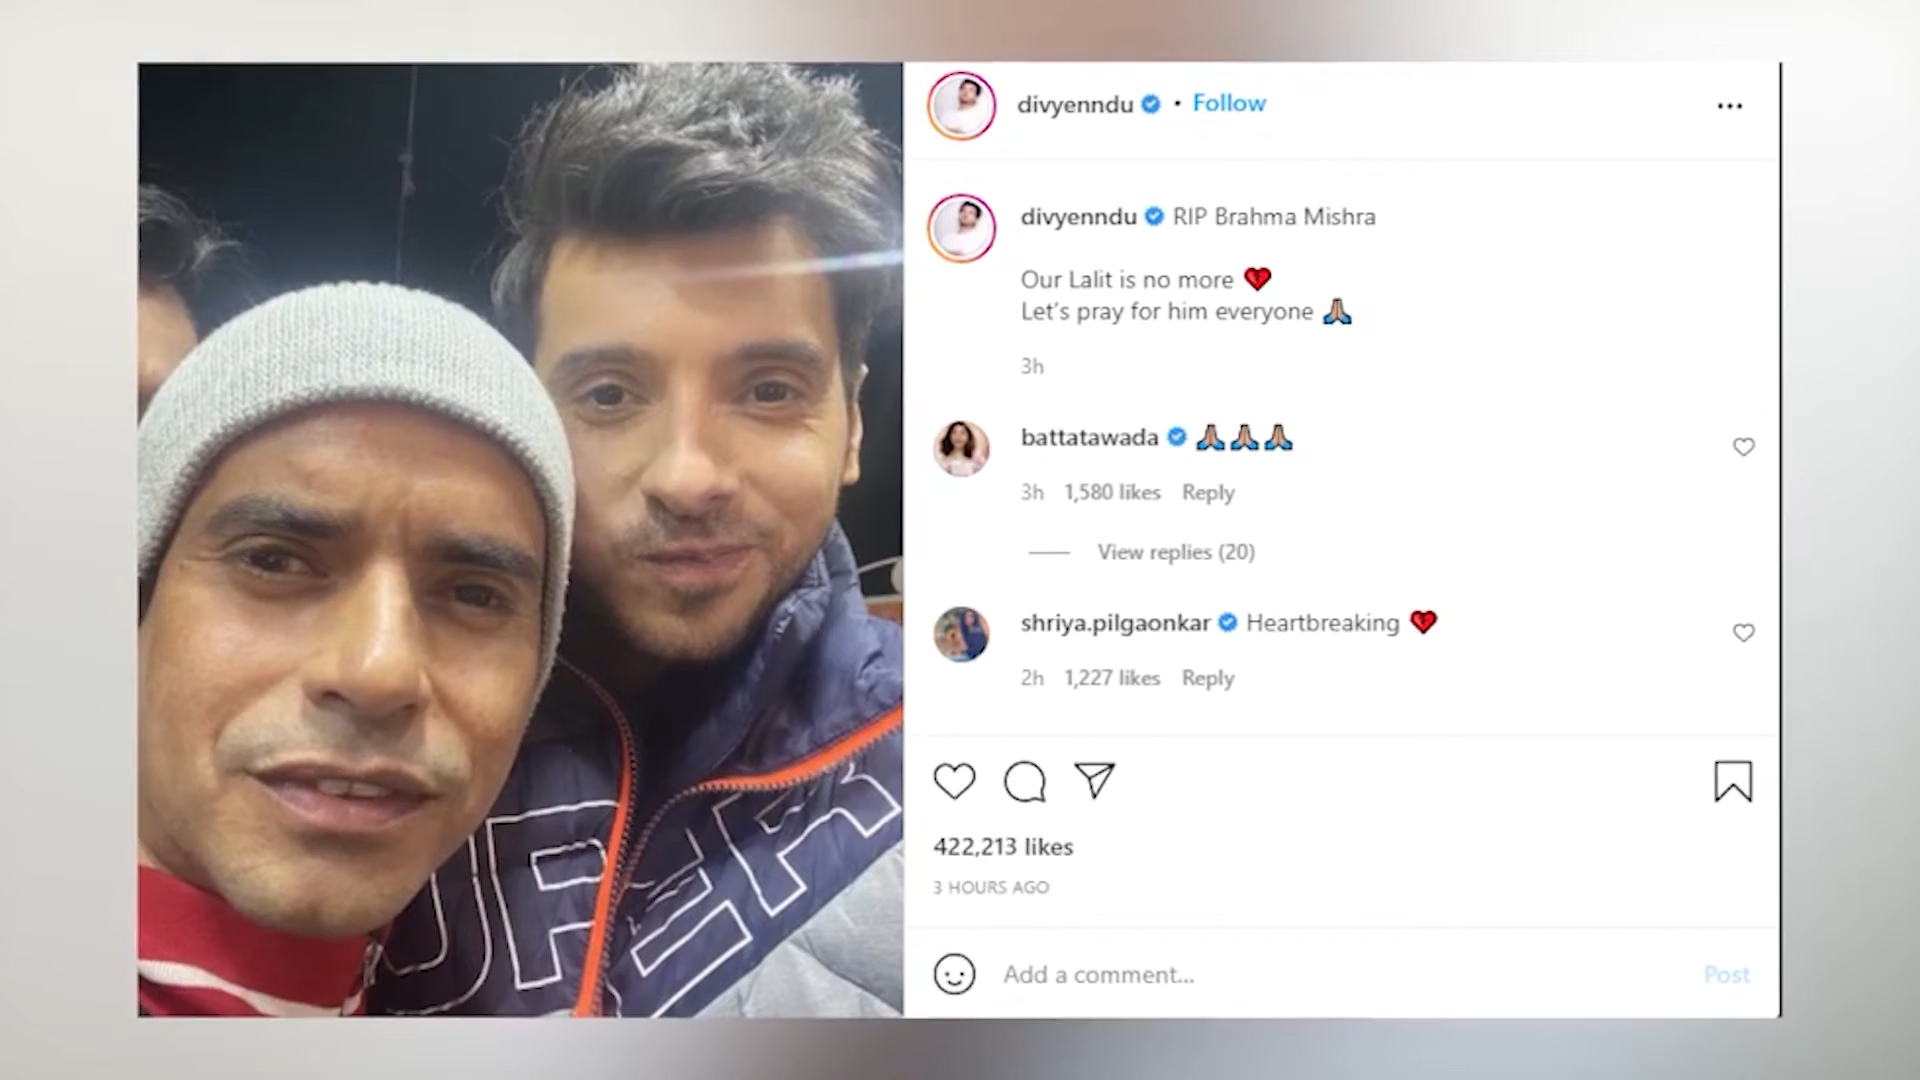 divyenndu • Follow
divyenndu RIP Brahma Mishra
Our Lalit is no more 💔
Let's pray for him everyone 🙏🏽
3h
battatawada 🙏🏽🙏🏽🙏🏽
3h 1,580 likes Reply
View replies (20)
shriya.pilgaonkar Heartbreaking 💔
2h 1,227 likes Reply
422,213 likes
3 HOURS AGO
Add a comment... Post